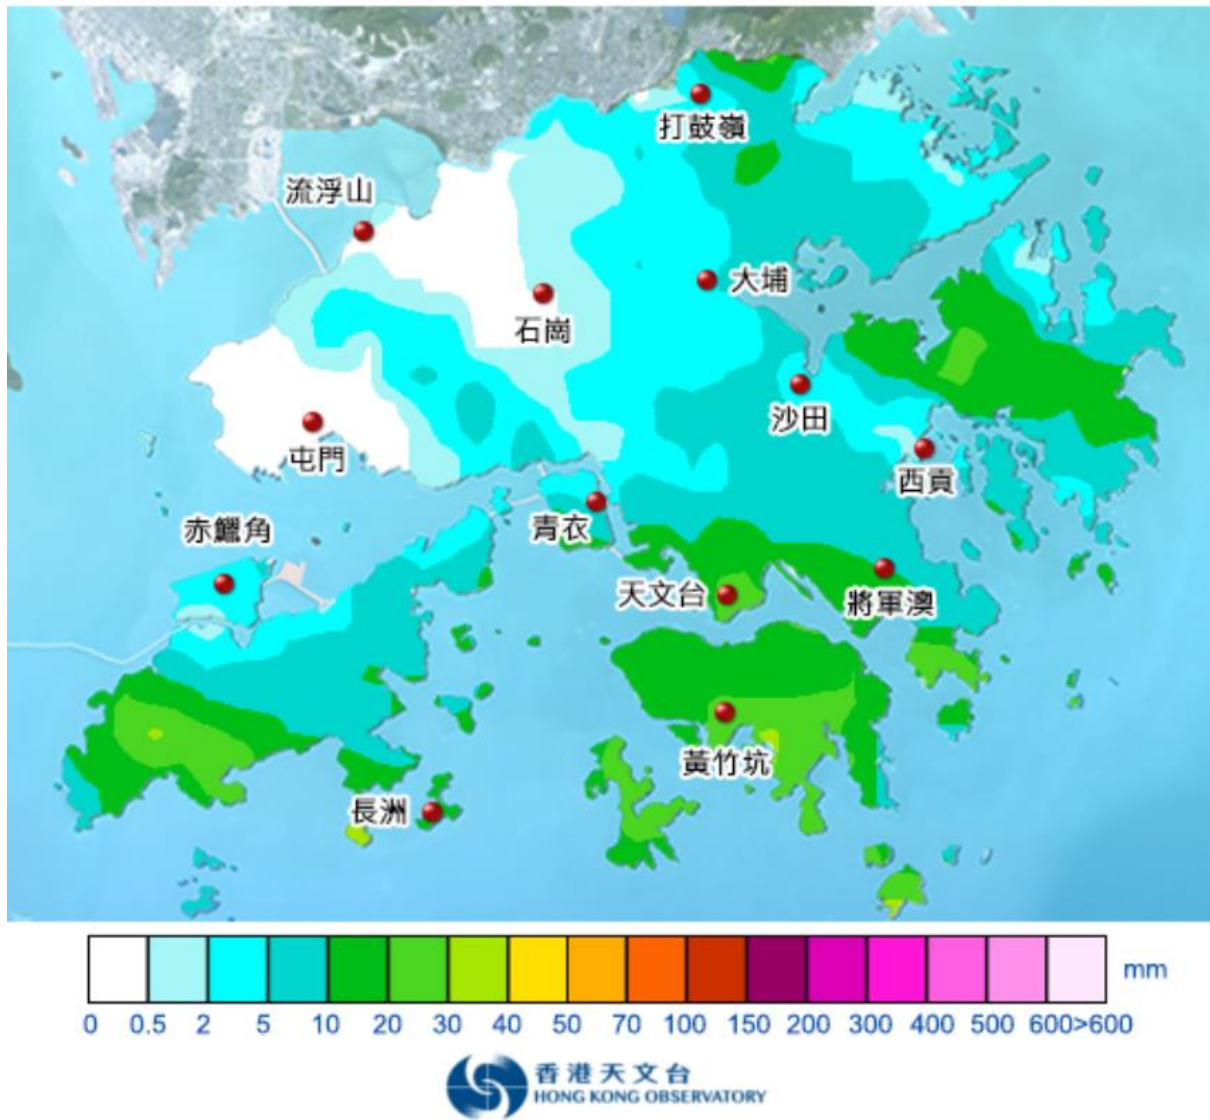 打鼓嶺
流浮山
大埔
石崗
沙田
屯門
西貢
青衣
赤鱲角
天文台
將軍澳
黃竹坑
長洲
mm
0 0.5 2 5 10 20 30 40 50 70 100 150 200 300 400 500 600>600
香港天文台
HONG KONG OBSERVATORY